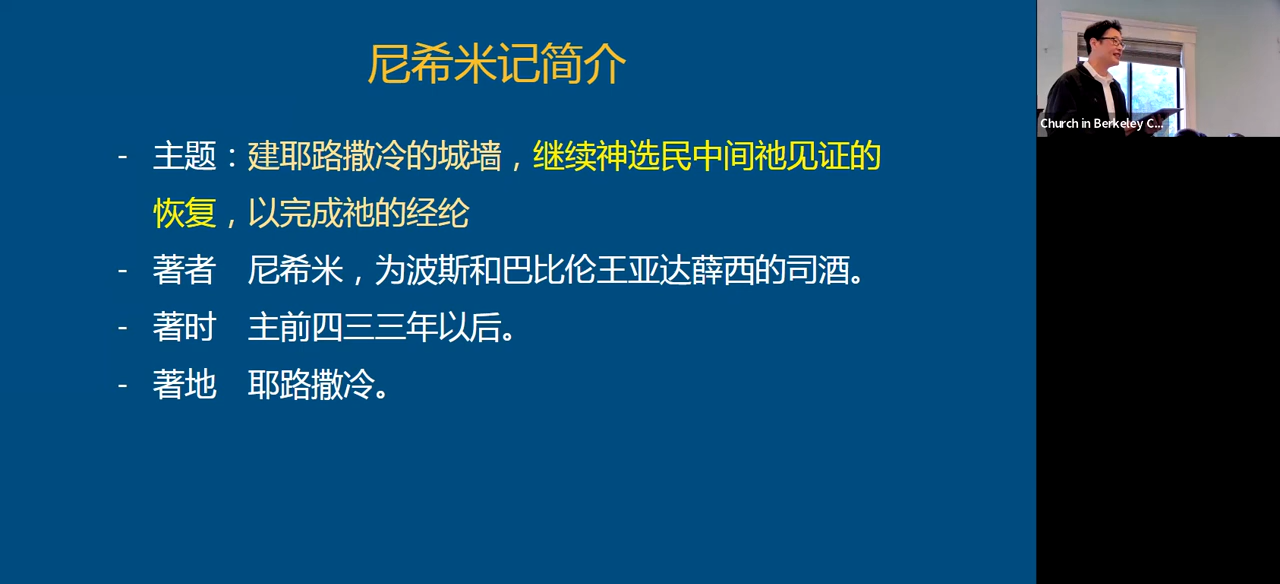 尼希米记简介
- 主题：建耶路撒冷的城墙，继续神选民中间祂见证的
恢复，以完成祂的经纶
- 著者　尼希米，为波斯和巴比伦王亚达薛西的司酒。
- 著时　主前四三三年以后。
- 著地　耶路撒冷。
Church in Berkeley C...